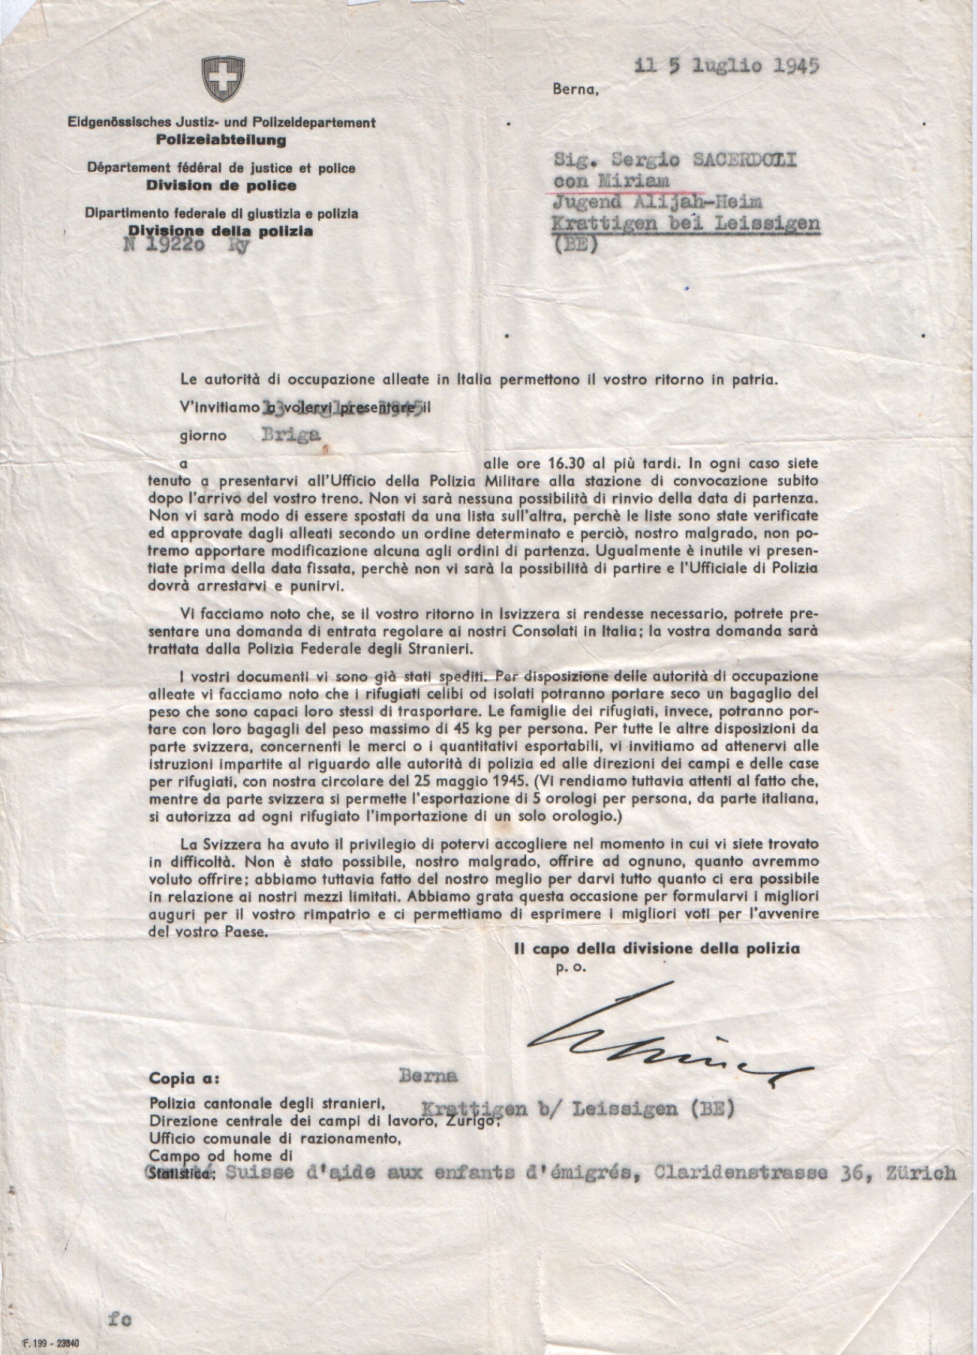 il 5 luglio 1945
Berna,
Eidgenössisches Justiz- und Polizeidepartement
Polizeiabteilung
Département fédéral de justice et police
Division de police
Dipartimento federale di giustizia e polizia
Divisione della polizia
N 19220 Ry
Sig. Sergio SACERDOLI
con Miriam
Jugend Alijah-Heim
Krattigen bei Leissigen
(BE)
Le autorità di occupazione alleate in Italia permettono il vostro ritorno in patria.
V'invitiamo a volervi presentare il 13 luglio 1945
giorno Briga
a alle ore 16.30 al più tardi. In ogni caso siete
tenuto a presentarvi all'Ufficio della Polizia Militare alla stazione di convocazione subito
dopo l'arrivo del vostro treno. Non vi sarà nessuna possibilità di rinvio della data di partenza.
Non vi sarà modo di essere spostati da una lista sull'altra, perchè le liste sono state verificate
ed approvate dagli alleati secondo un ordine determinato e perciò, nostro malgrado, non po-
tremo apportare modificazione alcuna agli ordini di partenza. Ugualmente è inutile vi presen-
tiate prima della data fissata, perchè non vi sarà la possibilità di partire e l'Ufficiale di Polizia
dovrà arrestarvi e punirvi.
Vi facciamo noto che, se il vostro ritorno in Isvizzera si rendesse necessario, potrete pre-
sentare una domanda di entrata regolare ai nostri Consolati in Italia; la vostra domanda sarà
trattata dalla Polizia Federale degli Stranieri.
I vostri documenti vi sono già stati spediti. Per disposizione delle autorità di occupazione
alleate vi facciamo noto che i rifugiati celibi od isolati potranno portare seco un bagaglio del
peso che sono capaci loro stessi di trasportare. Le famiglie dei rifugiati, invece, potranno por-
tare con loro bagagli del peso massimo di 45 kg per persona. Per tutte le altre disposizioni da
parte svizzera, concernenti le merci o i quantitativi esportabili, vi invitiamo ad attenervi alle
istruzioni impartite al riguardo alle autorità di polizia ed alle direzioni dei campi e delle case
per rifugiati, con nostra circolare del 25 maggio 1945. (Vi rendiamo tuttavia attenti al fatto che,
mentre da parte svizzera si permette l'esportazione di 5 orologi per persona, da parte italiana,
si autorizza ad ogni rifugiato l'importazione di un solo orologio.)
La Svizzera ha avuto il privilegio di potervi accogliere nel momento in cui vi siete trovato
in difficoltà. Non è stato possibile, nostro malgrado, offrire ad ognuno, quanto avremmo
voluto offrire; abbiamo tuttavia fatto del nostro meglio per darvi tutto quanto ci era possibile
in relazione ai nostri mezzi limitati. Abbiamo grata questa occasione per formularvi i migliori
auguri per il vostro rimpatrio e ci permettiamo di esprimere i migliori voti per l'avvenire
del vostro Paese.
Il capo della divisione della polizia
p. o.
Copia a: Berna
Polizia cantonale degli stranieri,
Krattigen b/ Leissigen (BE)
Direzione centrale dei campi di lavoro, Zurigo;
Ufficio comunale di razionamento,
Campo od home di
Statistica; Comité Suisse d'aide aux enfants d'émigrés, Claridenstrasse 36, Zürich
fc
F. 199 - 23840